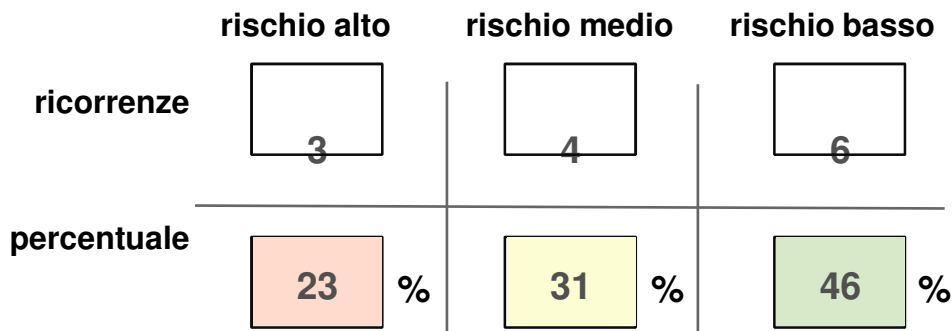 rischio alto rischio medio rischio basso
ricorrenze
3 4 6
percentuale
23 % 31 % 46 %